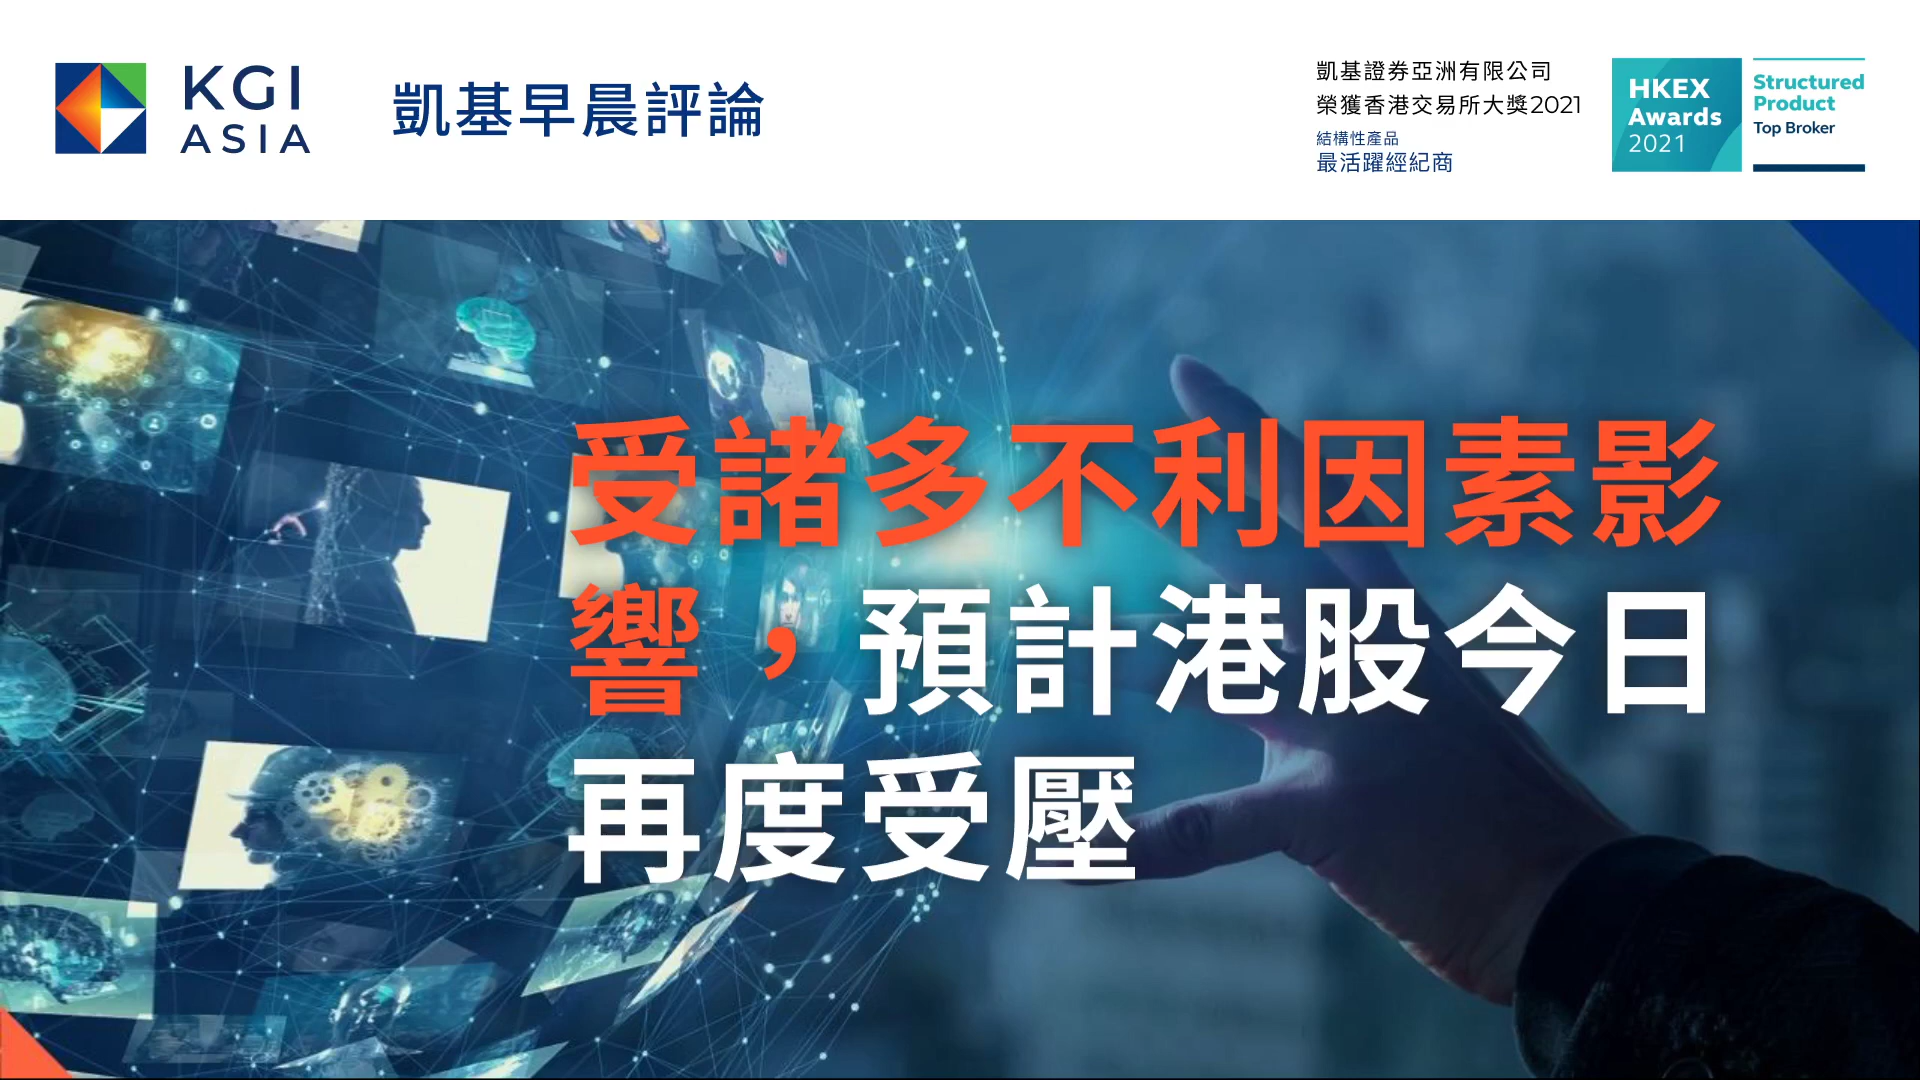 KGI
ASIA
凱基早晨評論
凱基證券亞洲有限公司
榮獲香港交易所大獎2021
結構性產品
最活躍經紀商
HKEX
Awards
2021
Structured
Product
Top Broker
受諸多不利因素影
響，預計港股今日
再度受壓